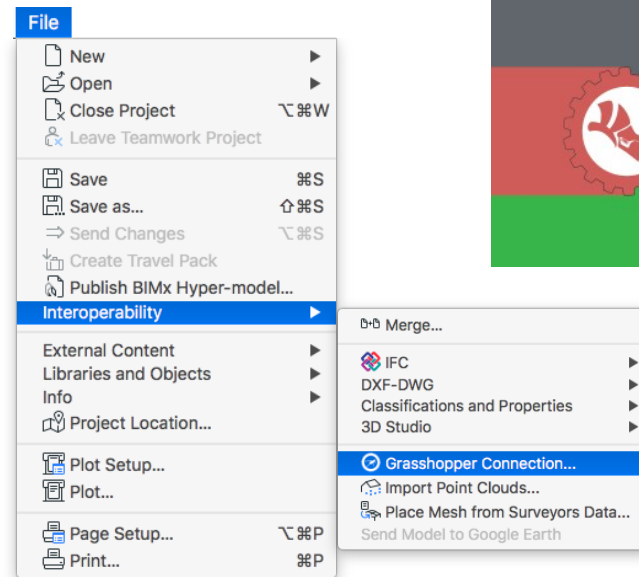 File
New
Open
Close Project ⌥⌘W
Leave Teamwork Project
Save ⌘S
Save as... ⇧⌘S
Send Changes ⌥⌘S
Create Travel Pack
Publish BIMx Hyper-model...
Interoperability
External Content
Libraries and Objects
Info
Project Location...
Plot Setup...
Plot...
Page Setup... ⌥⌘P
Print... ⌘P
Merge...
IFC
DXF-DWG
Classifications and Properties
3D Studio
Grasshopper Connection...
Import Point Clouds...
Place Mesh from Surveyors Data...
Send Model to Google Earth